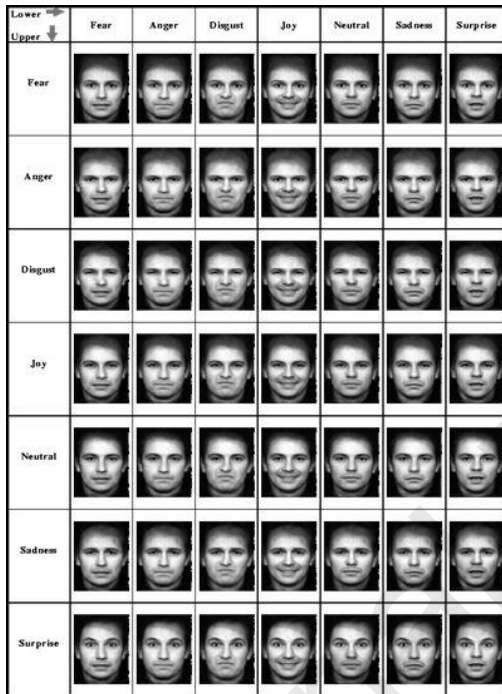 Lower
Upper
Fear Anger Disgust Joy Neutral Sadness Surprise
Fear
Anger
Disgust
Joy
Neutral
Sadness
Surprise